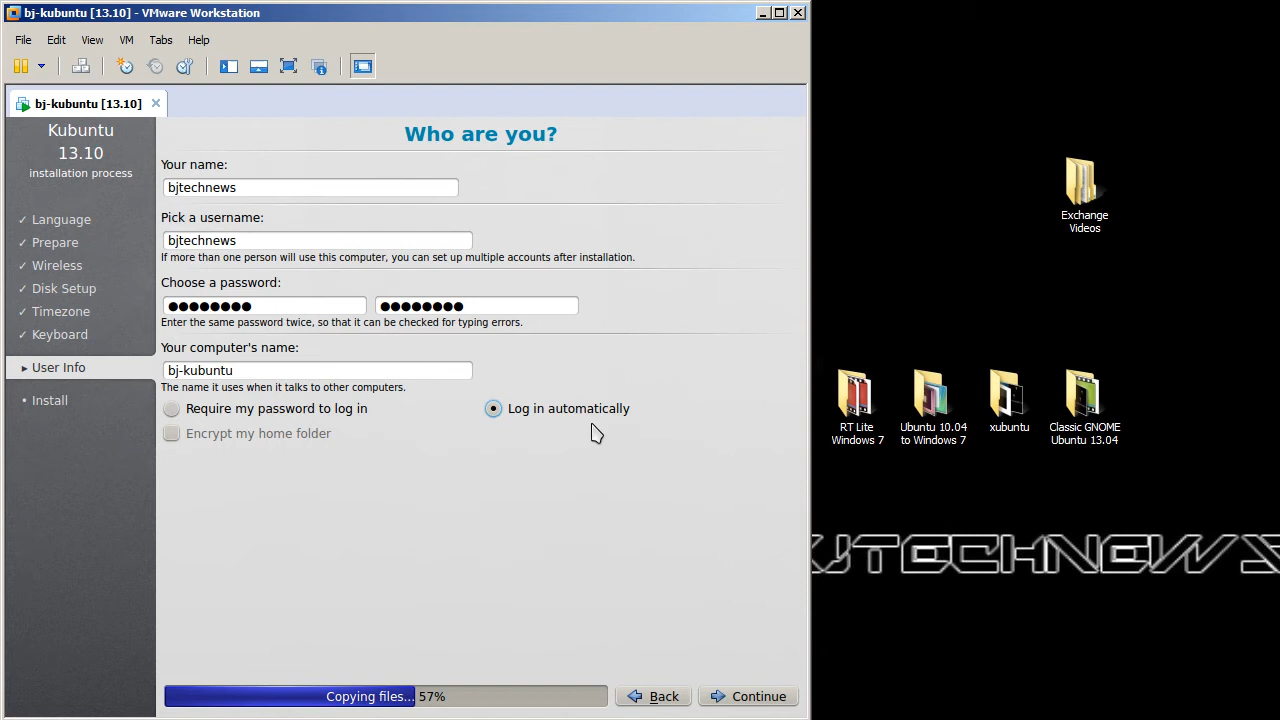 bj-kubuntu [13.10] - VMware Workstation
File Edit View VM Tabs Help
bj-kubuntu [13.10]
Kubuntu
13.10
installation process
✓ Language
✓ Prepare
✓ Wireless
✓ Disk Setup
✓ Timezone
✓ Keyboard
▸ User Info
• Install
Who are you?
Your name:
bjtechnews
Pick a username:
bjtechnews
If more than one person will use this computer, you can set up multiple accounts after installation.
Choose a password:
●●●●●●●● ●●●●●●●●
Enter the same password twice, so that it can be checked for typing errors.
Your computer's name:
bj-kubuntu
The name it uses when it talks to other computers.
Require my password to log in Log in automatically
Encrypt my home folder
Copying files... 57% Back Continue
Exchange
Videos
RT Lite
Windows 7
Ubuntu 10.04
to Windows 7
xubuntu
Classic GNOME
Ubuntu 13.04
JTECHNEWS